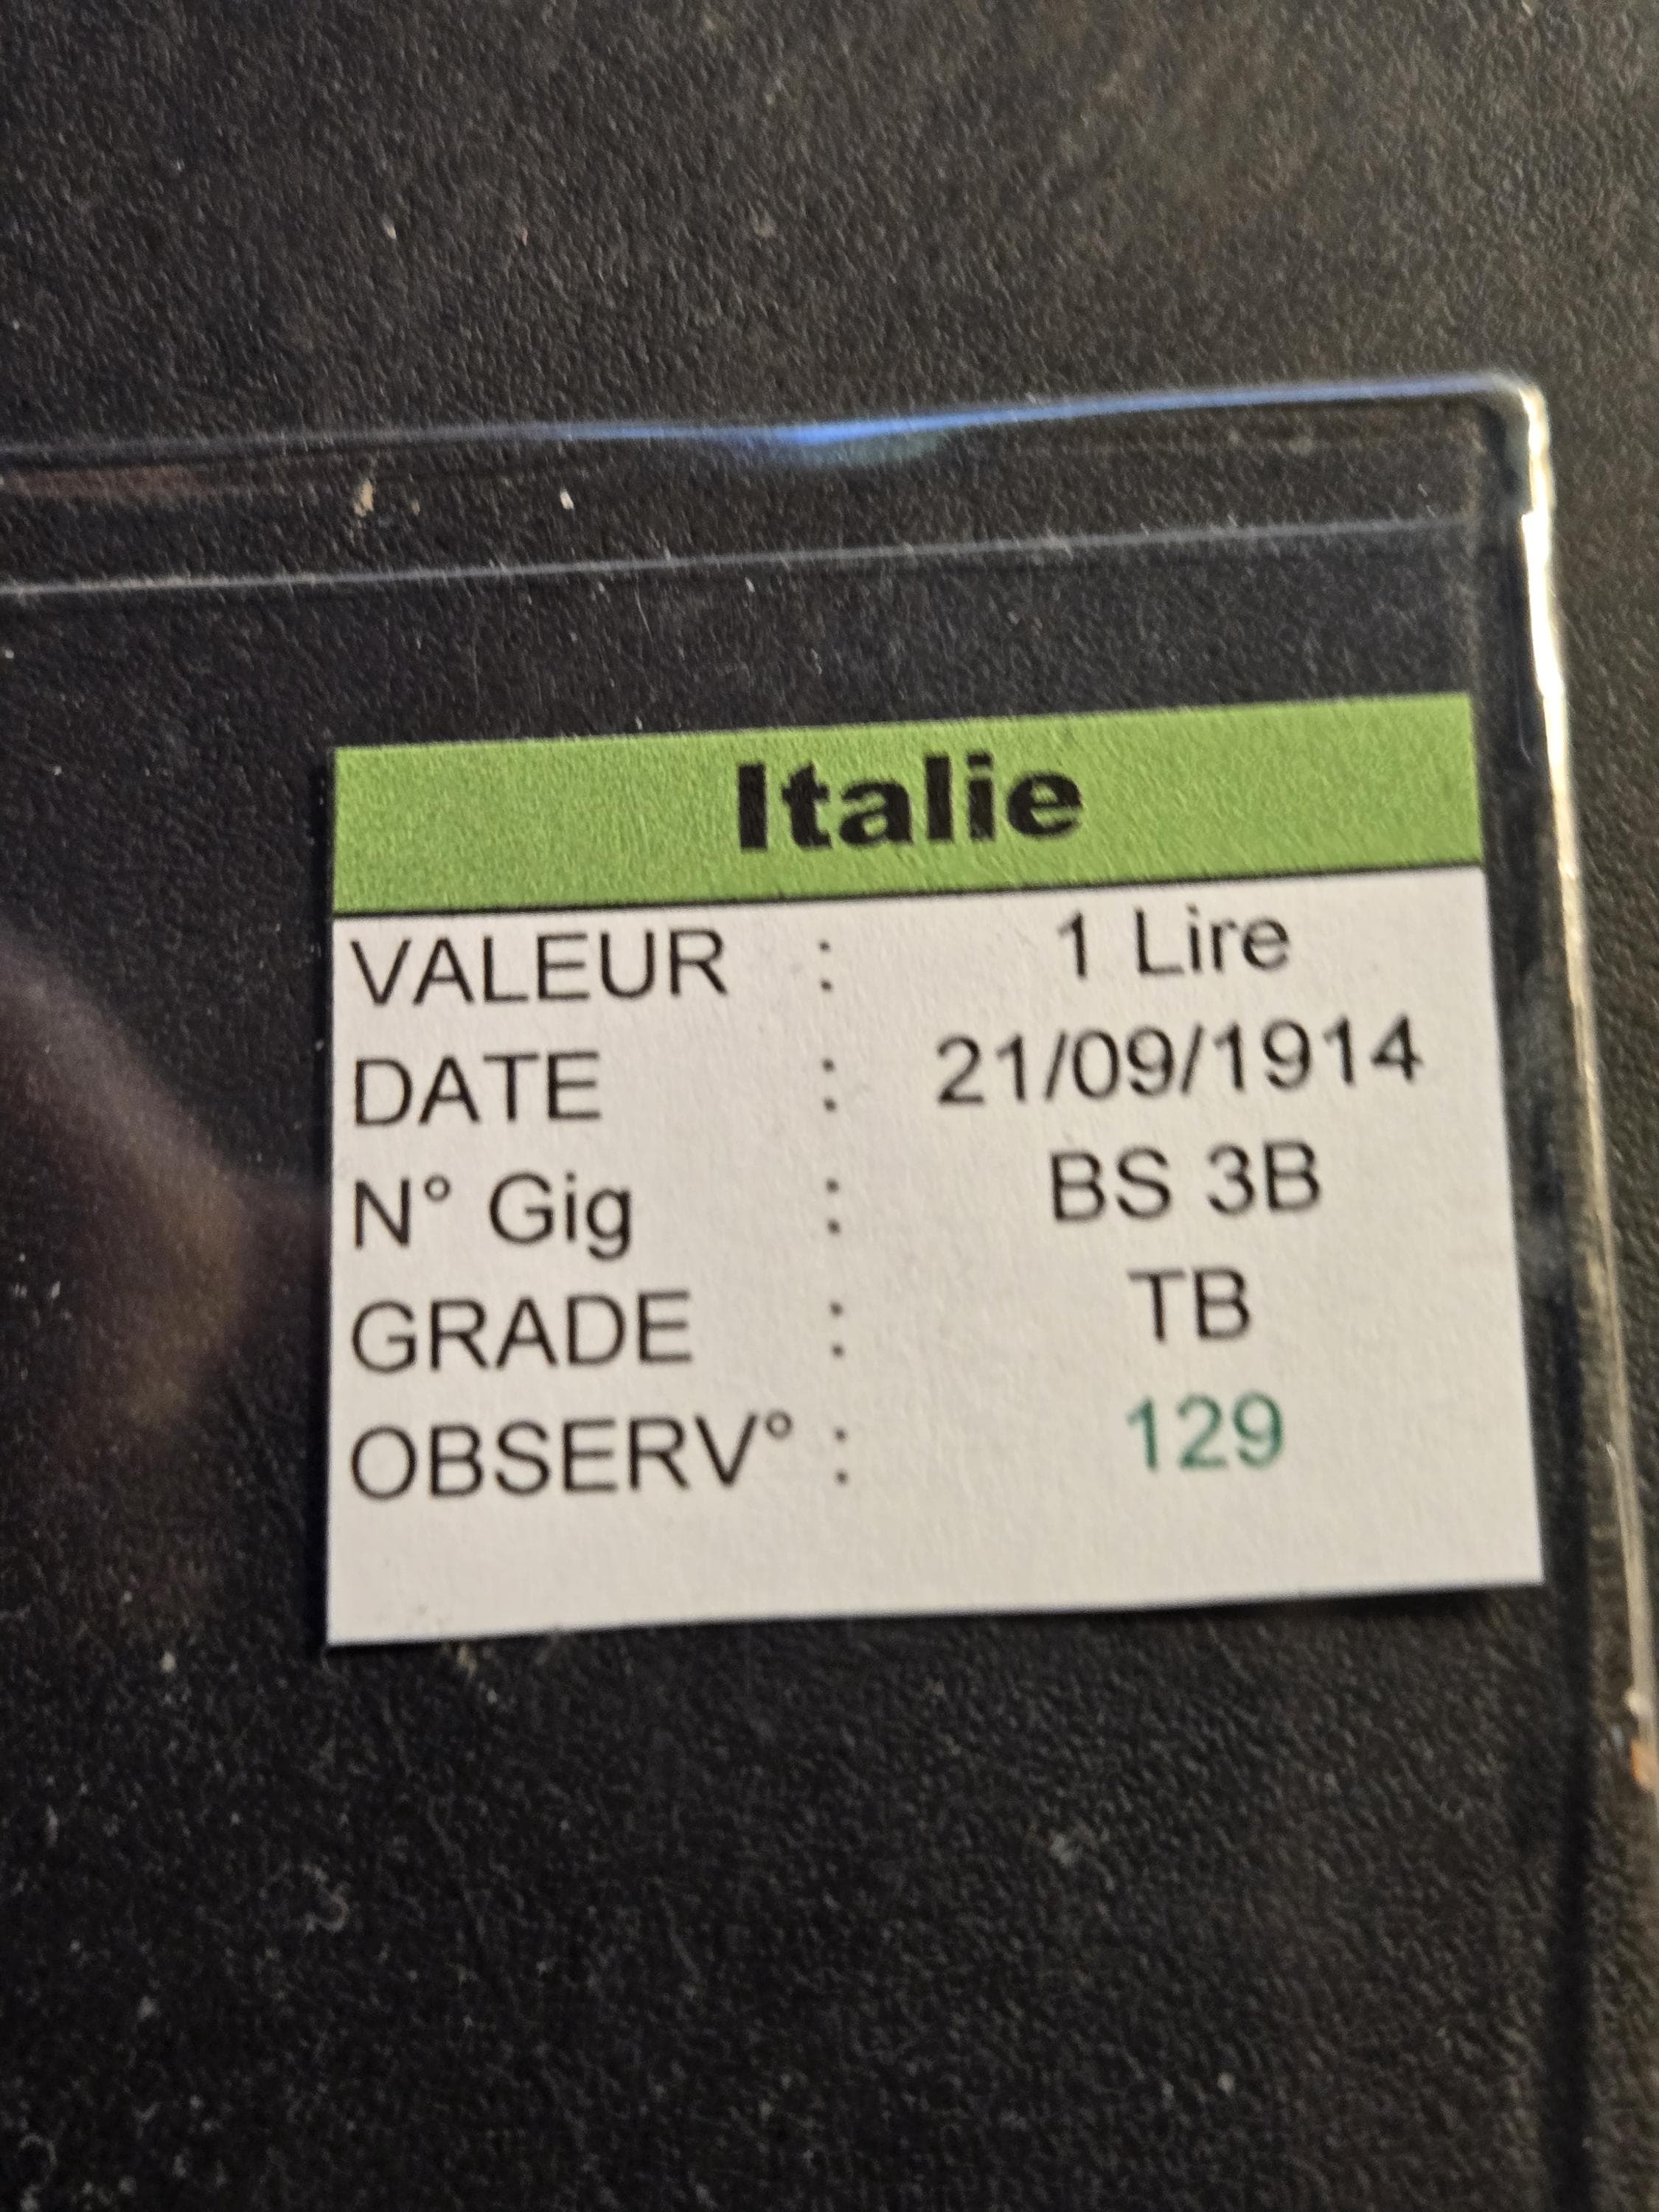 Italie
VALEUR : 1 Lire
DATE : 21/09/1914
N° Gig : BS 3B
GRADE : TB
OBSERV° : 129